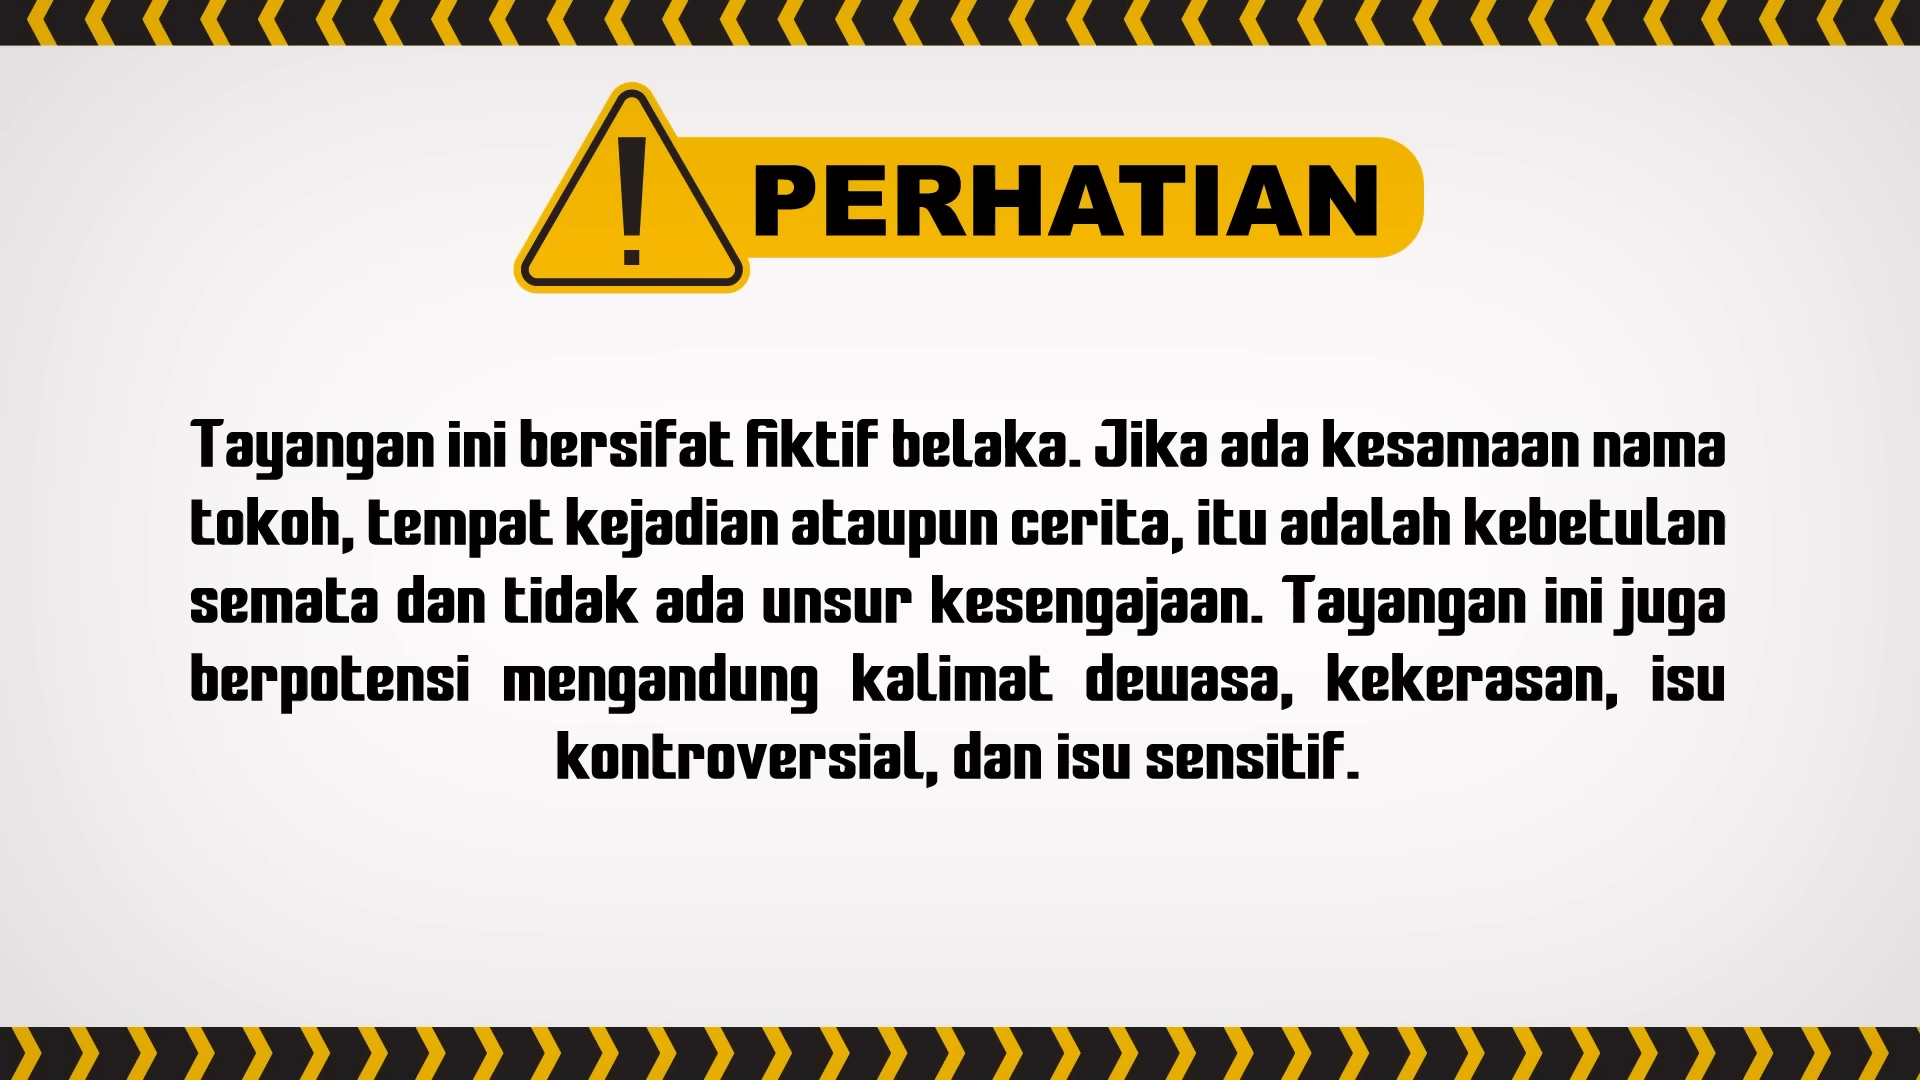 PERHATIAN
Tayangan ini bersifat fiktif belaka. Jika ada kesamaan nama
tokoh, tempat kejadian ataupun cerita, itu adalah kebetulan
semata dan tidak ada unsur kesengajaan. Tayangan ini juga
berpotensi mengandung kalimat dewasa, kekerasan, isu
kontroversial, dan isu sensitif.